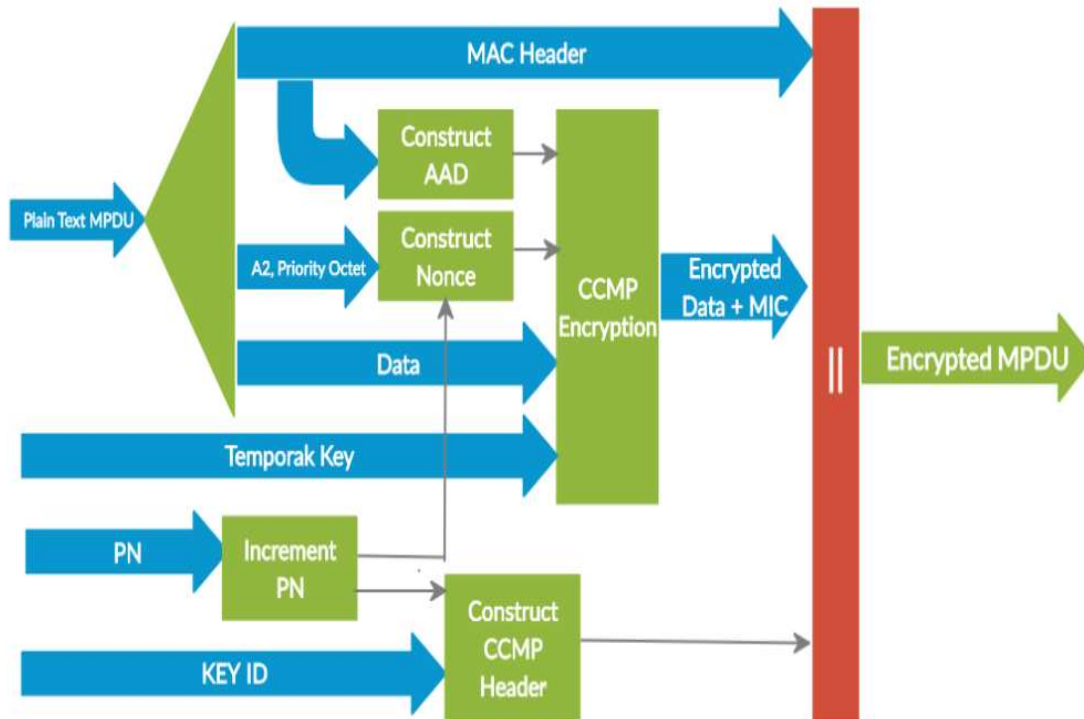 MAC Header
Construct
AAD
Plain Text MPDU
A2, Priority Octet
Construct
Nonce
CCMP
Encryption
Encrypted
Data + MIC
||
Encrypted MPDU
Data
Temporak Key
PN
Increment
PN
Construct
CCMP
Header
KEY ID